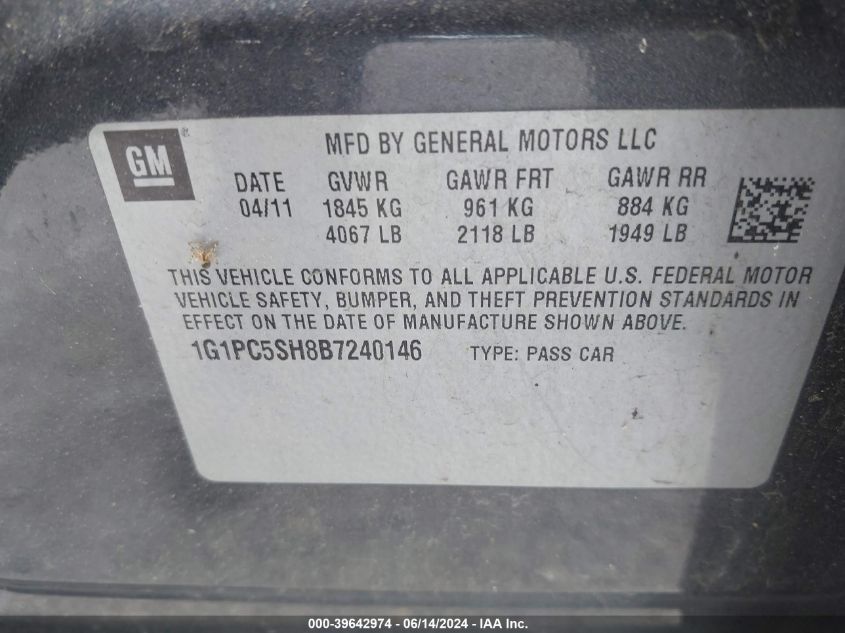 GM
MFD BY GENERAL MOTORS LLC
DATE GVWR GAWR FRT GAWR RR
04/11 1845 KG 961 KG 884 KG
4067 LB 2118 LB 1949 LB
THIS VEHICLE CONFORMS TO ALL APPLICABLE U.S. FEDERAL MOTOR
VEHICLE SAFETY, BUMPER, AND THEFT PREVENTION STANDARDS IN
EFFECT ON THE DATE OF MANUFACTURE SHOWN ABOVE.
1G1PC5SH8B7240146 TYPE: PASS CAR
000-39642974 - 06/14/2024 - IAA Inc.